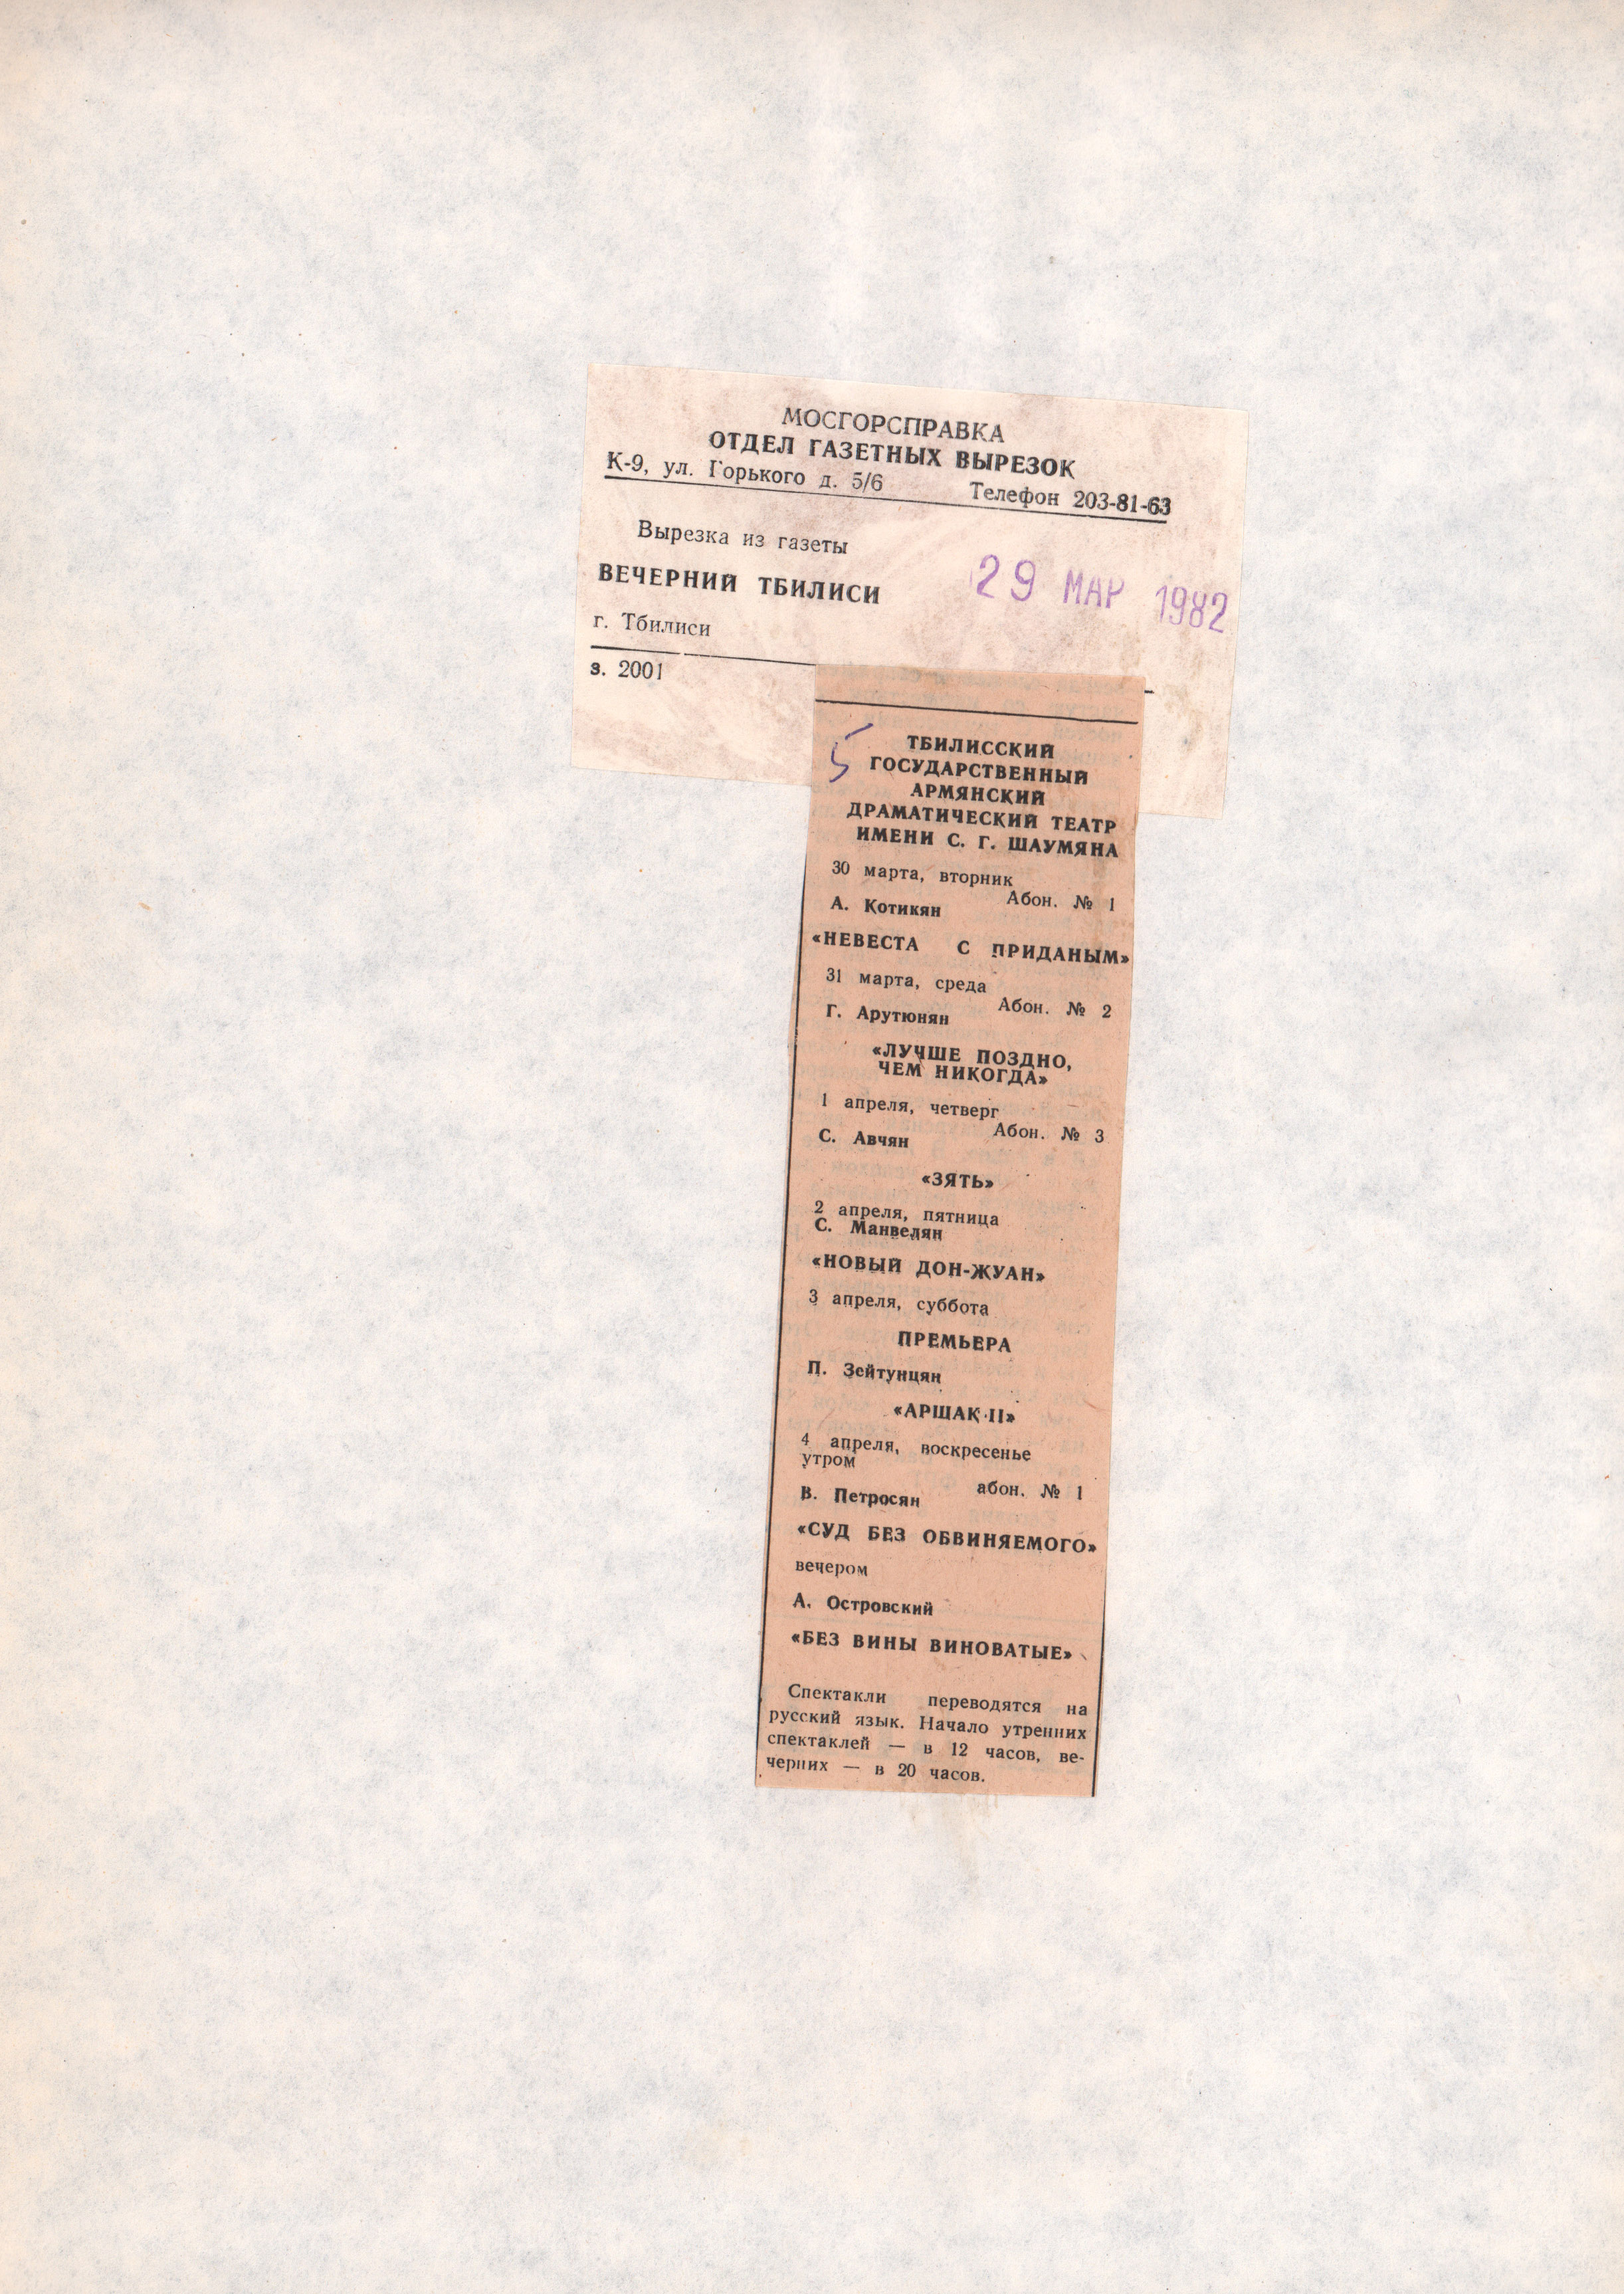 МОСГОРСПРАВКА
ОТДЕЛ ГАЗЕТНЫХ ВЫРЕЗОК
К-9, ул. Горького д. 5/6 Телефон 203-81-63
Вырезка из газеты
ВЕЧЕРНИЙ ТБИЛИСИ
29 МАР 1982
г. Тбилиси
з. 2001
5
ТБИЛИССКИЙ
ГОСУДАРСТВЕННЫЙ
АРМЯНСКИЙ
ДРАМАТИЧЕСКИЙ ТЕАТР
ИМЕНИ С. Г. ШАУМЯНА
30 марта, вторник
Абон. № 1
А. Котикян
«НЕВЕСТА С ПРИДАНЫМ»
31 марта, среда
Абон. № 2
Г. Арутюнян
«ЛУЧШЕ ПОЗДНО,
ЧЕМ НИКОГДА»
1 апреля, четверг
Абон. № 3
С. Авчян
«ЗЯТЬ»
2 апреля, пятница
С. Манвелян
«НОВЫЙ ДОН-ЖУАН»
3 апреля, суббота
ПРЕМЬЕРА
П. Зейтунцян
«АРШАК II»
4 апреля, воскресенье
утром
абон. № 1
В. Петросян
«СУД БЕЗ ОБВИНЯЕМОГО»
вечером
А. Островский
«БЕЗ ВИНЫ ВИНОВАТЫЕ»
Спектакли переводятся на
русский язык. Начало утренних
спектаклей — в 12 часов, ве-
черних — в 20 часов.